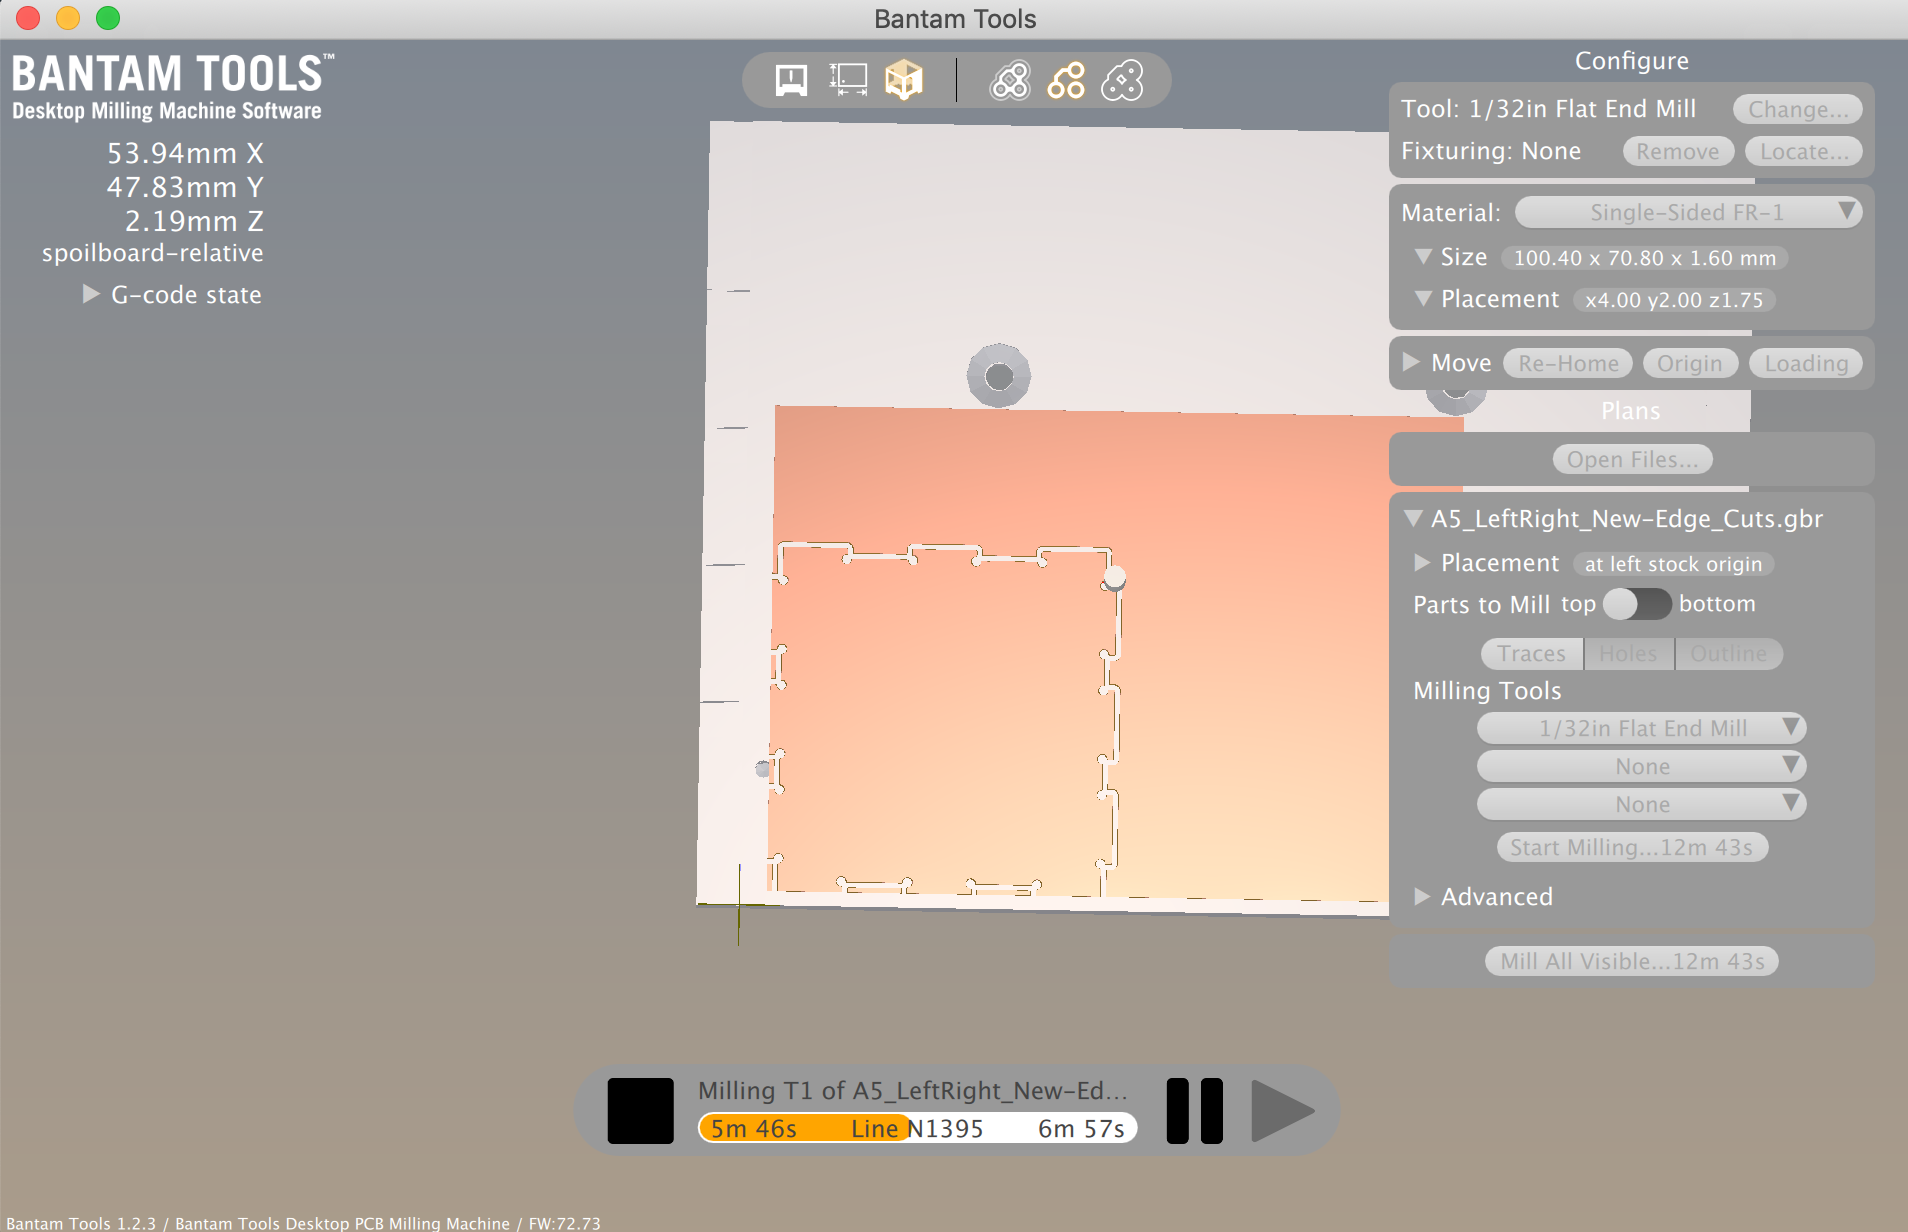 Bantam Tools
BANTAM TOOLS™
Desktop Milling Machine Software
53.94mm X
47.83mm Y
2.19mm Z
spoilboard-relative
G-code state
Configure
Tool: 1/32in Flat End Mill Change...
Fixturing: None Remove Locate...
Material: Single-Sided FR-1
Size 100.40 x 70.80 x 1.60 mm
Placement x4.00 y2.00 z1.75
Move Re-Home Origin Loading
Plans
Open Files...
A5_LeftRight_New-Edge_Cuts.gbr
Placement at left stock origin
Parts to Mill top bottom
Traces Holes Outline
Milling Tools
1/32in Flat End Mill
None
None
Start Milling...12m 43s
Advanced
Mill All Visible...12m 43s
Milling T1 of A5_LeftRight_New-Ed...
5m 46s Line N1395 6m 57s
Bantam Tools 1.2.3 / Bantam Tools Desktop PCB Milling Machine / FW:72.73